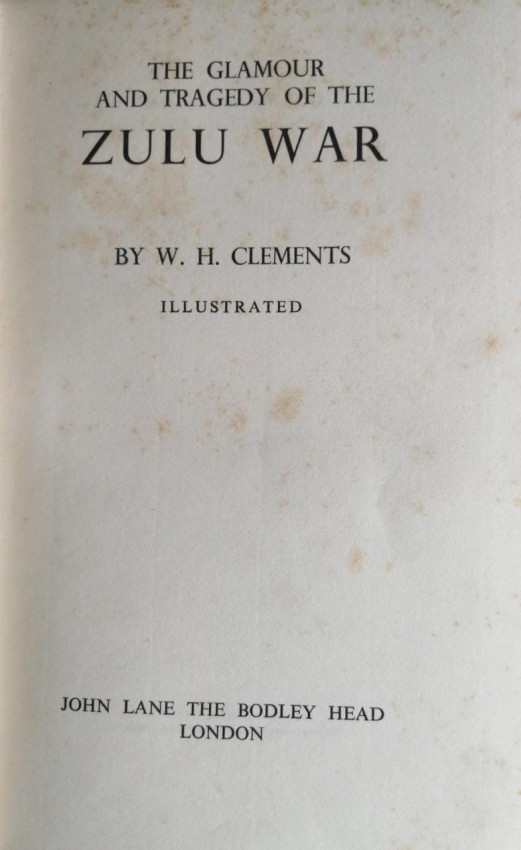 THE GLAMOUR
AND TRAGEDY OF THE
ZULU WAR
BY W. H. CLEMENTS
ILLUSTRATED
JOHN LANE THE BODLEY HEAD
LONDON